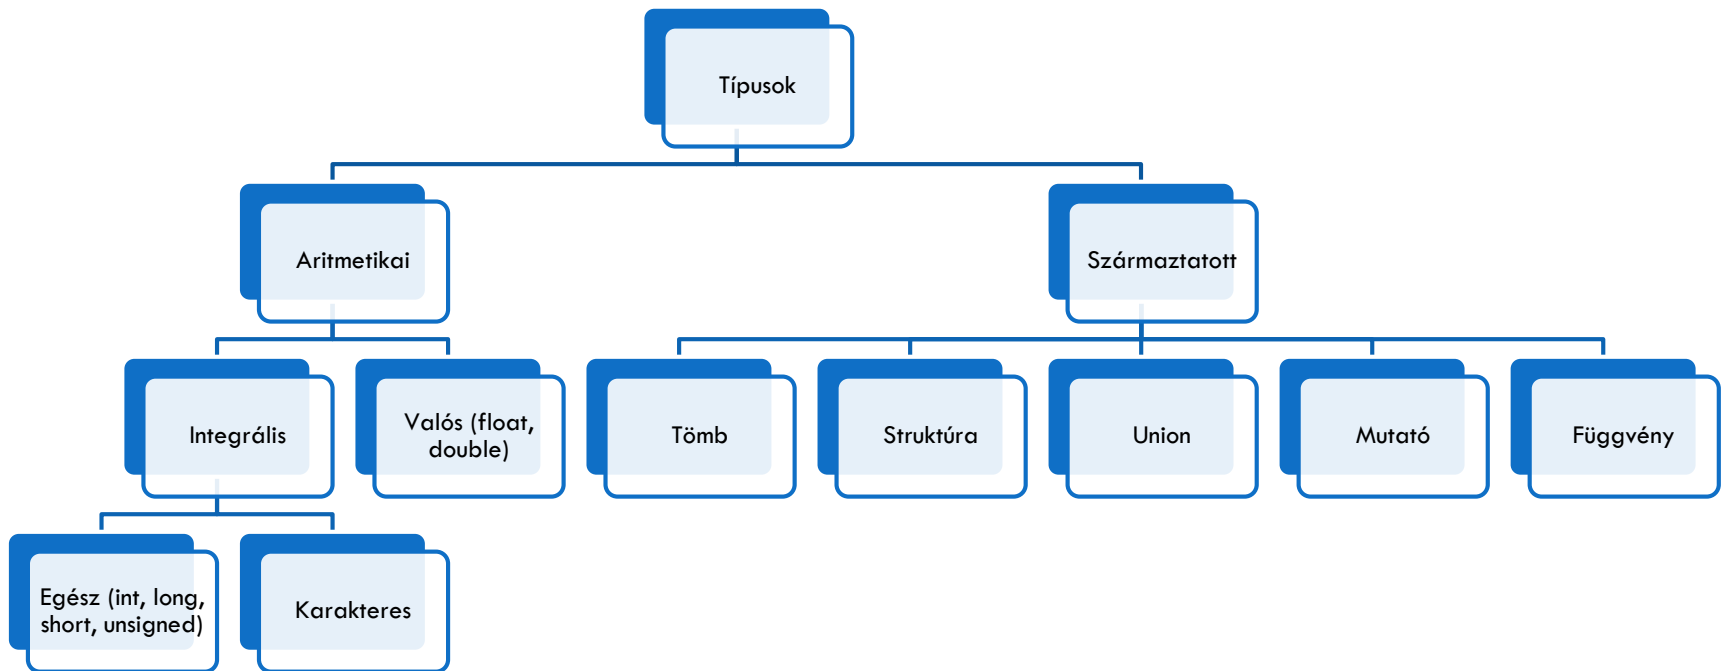 Típusok
Aritmetikai
Származtatott
Integrális
Valós (float,
double)
Tömb
Struktúra
Union
Mutató
Függvény
Egész (int, long,
short, unsigned)
Karakteres